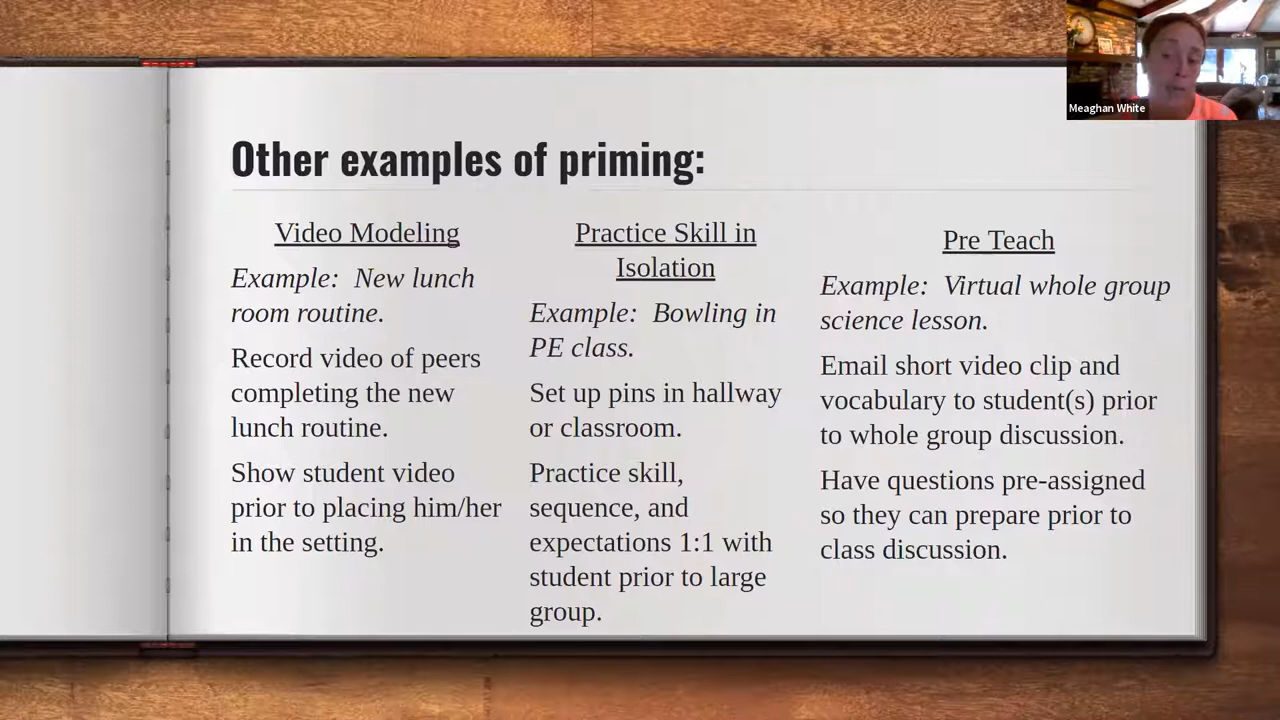 Meaghan White
Other examples of priming:
Video Modeling
Example:  New lunch
room routine.
Record video of peers
completing the new
lunch routine.
Show student video
prior to placing him/her
in the setting.
Practice Skill in
Isolation
Example:  Bowling in
PE class.
Set up pins in hallway
or classroom.
Practice skill,
sequence, and
expectations 1:1 with
student prior to large
group.
Pre Teach
Example:  Virtual whole group
science lesson.
Email short video clip and
vocabulary to student(s) prior
to whole group discussion.
Have questions pre-assigned
so they can prepare prior to
class discussion.